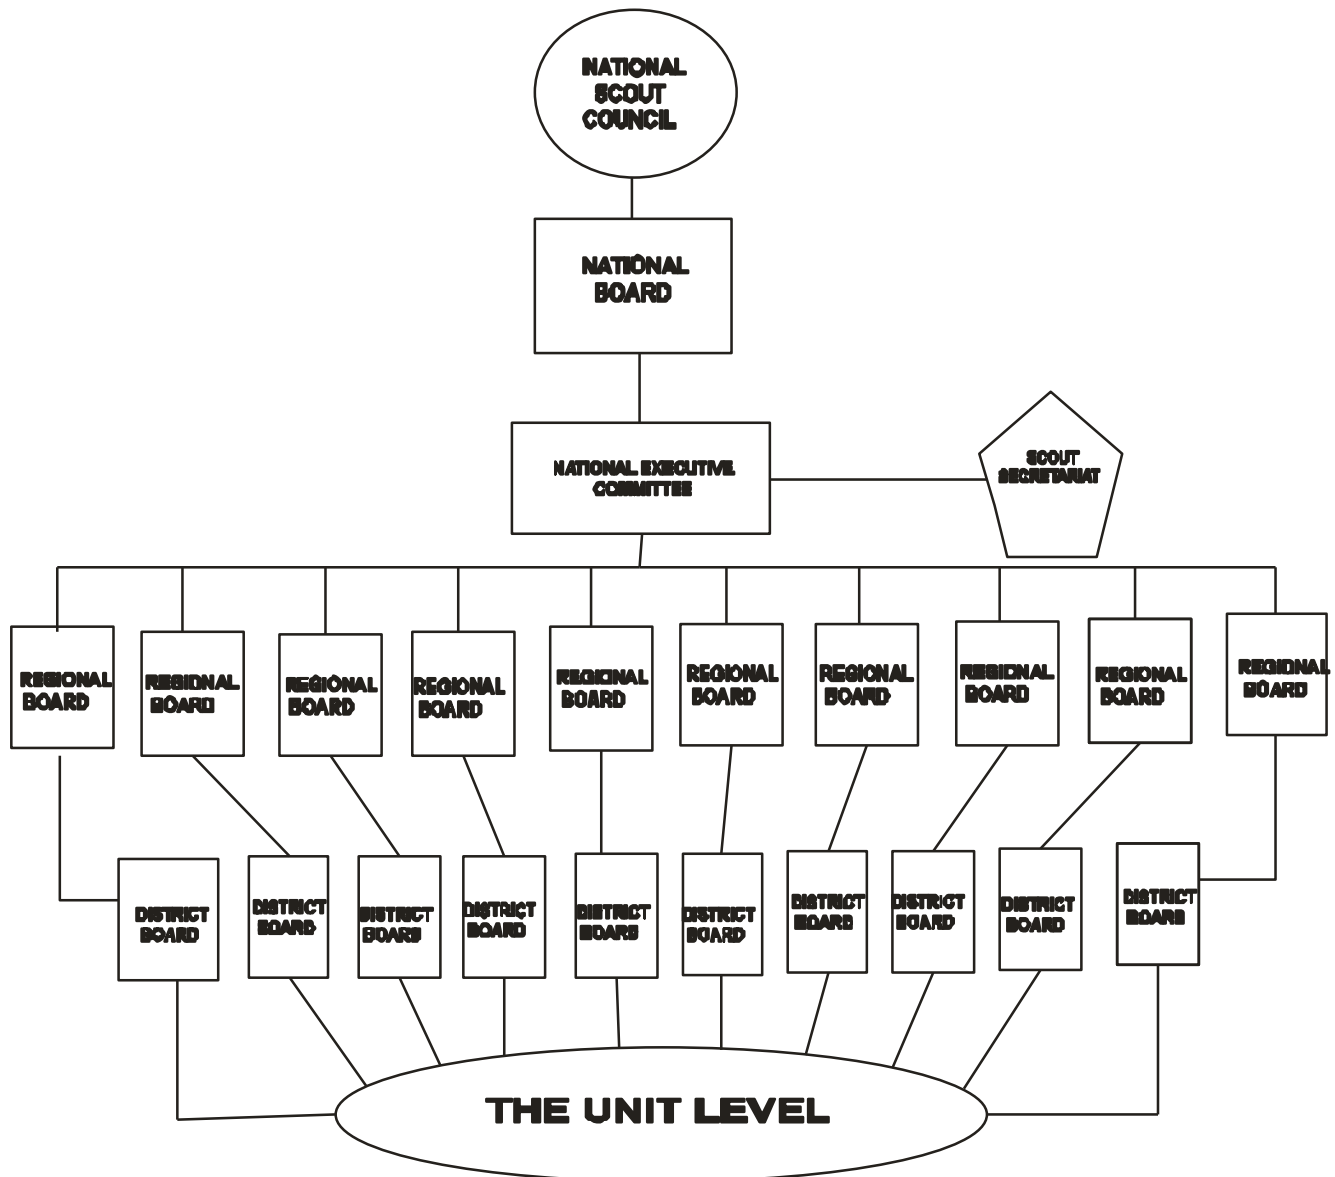 NATIONAL
SCOUT
COUNCIL
NATIONAL
BOARD
NATIONAL EXECUTIVE
COMMITTEE
SCOUT
SECRETARIAT
REGIONAL
BOARD
REGIONAL
BOARD
REGIONAL
BOARD
REGIONAL
BOARD
REGIONAL
BOARD
REGIONAL
BOARD
REGIONAL
BOARD
REGIONAL
BOARD
REGIONAL
BOARD
REGIONAL
BOARD
DISTRICT
BOARD
DISTRICT
BOARD
DISTRICT
BOARD
DISTRICT
BOARD
DISTRICT
BOARD
DISTRICT
BOARD
DISTRICT
BOARD
DISTRICT
BOARD
DISTRICT
BOARD
DISTRICT
BOARD
THE UNIT LEVEL